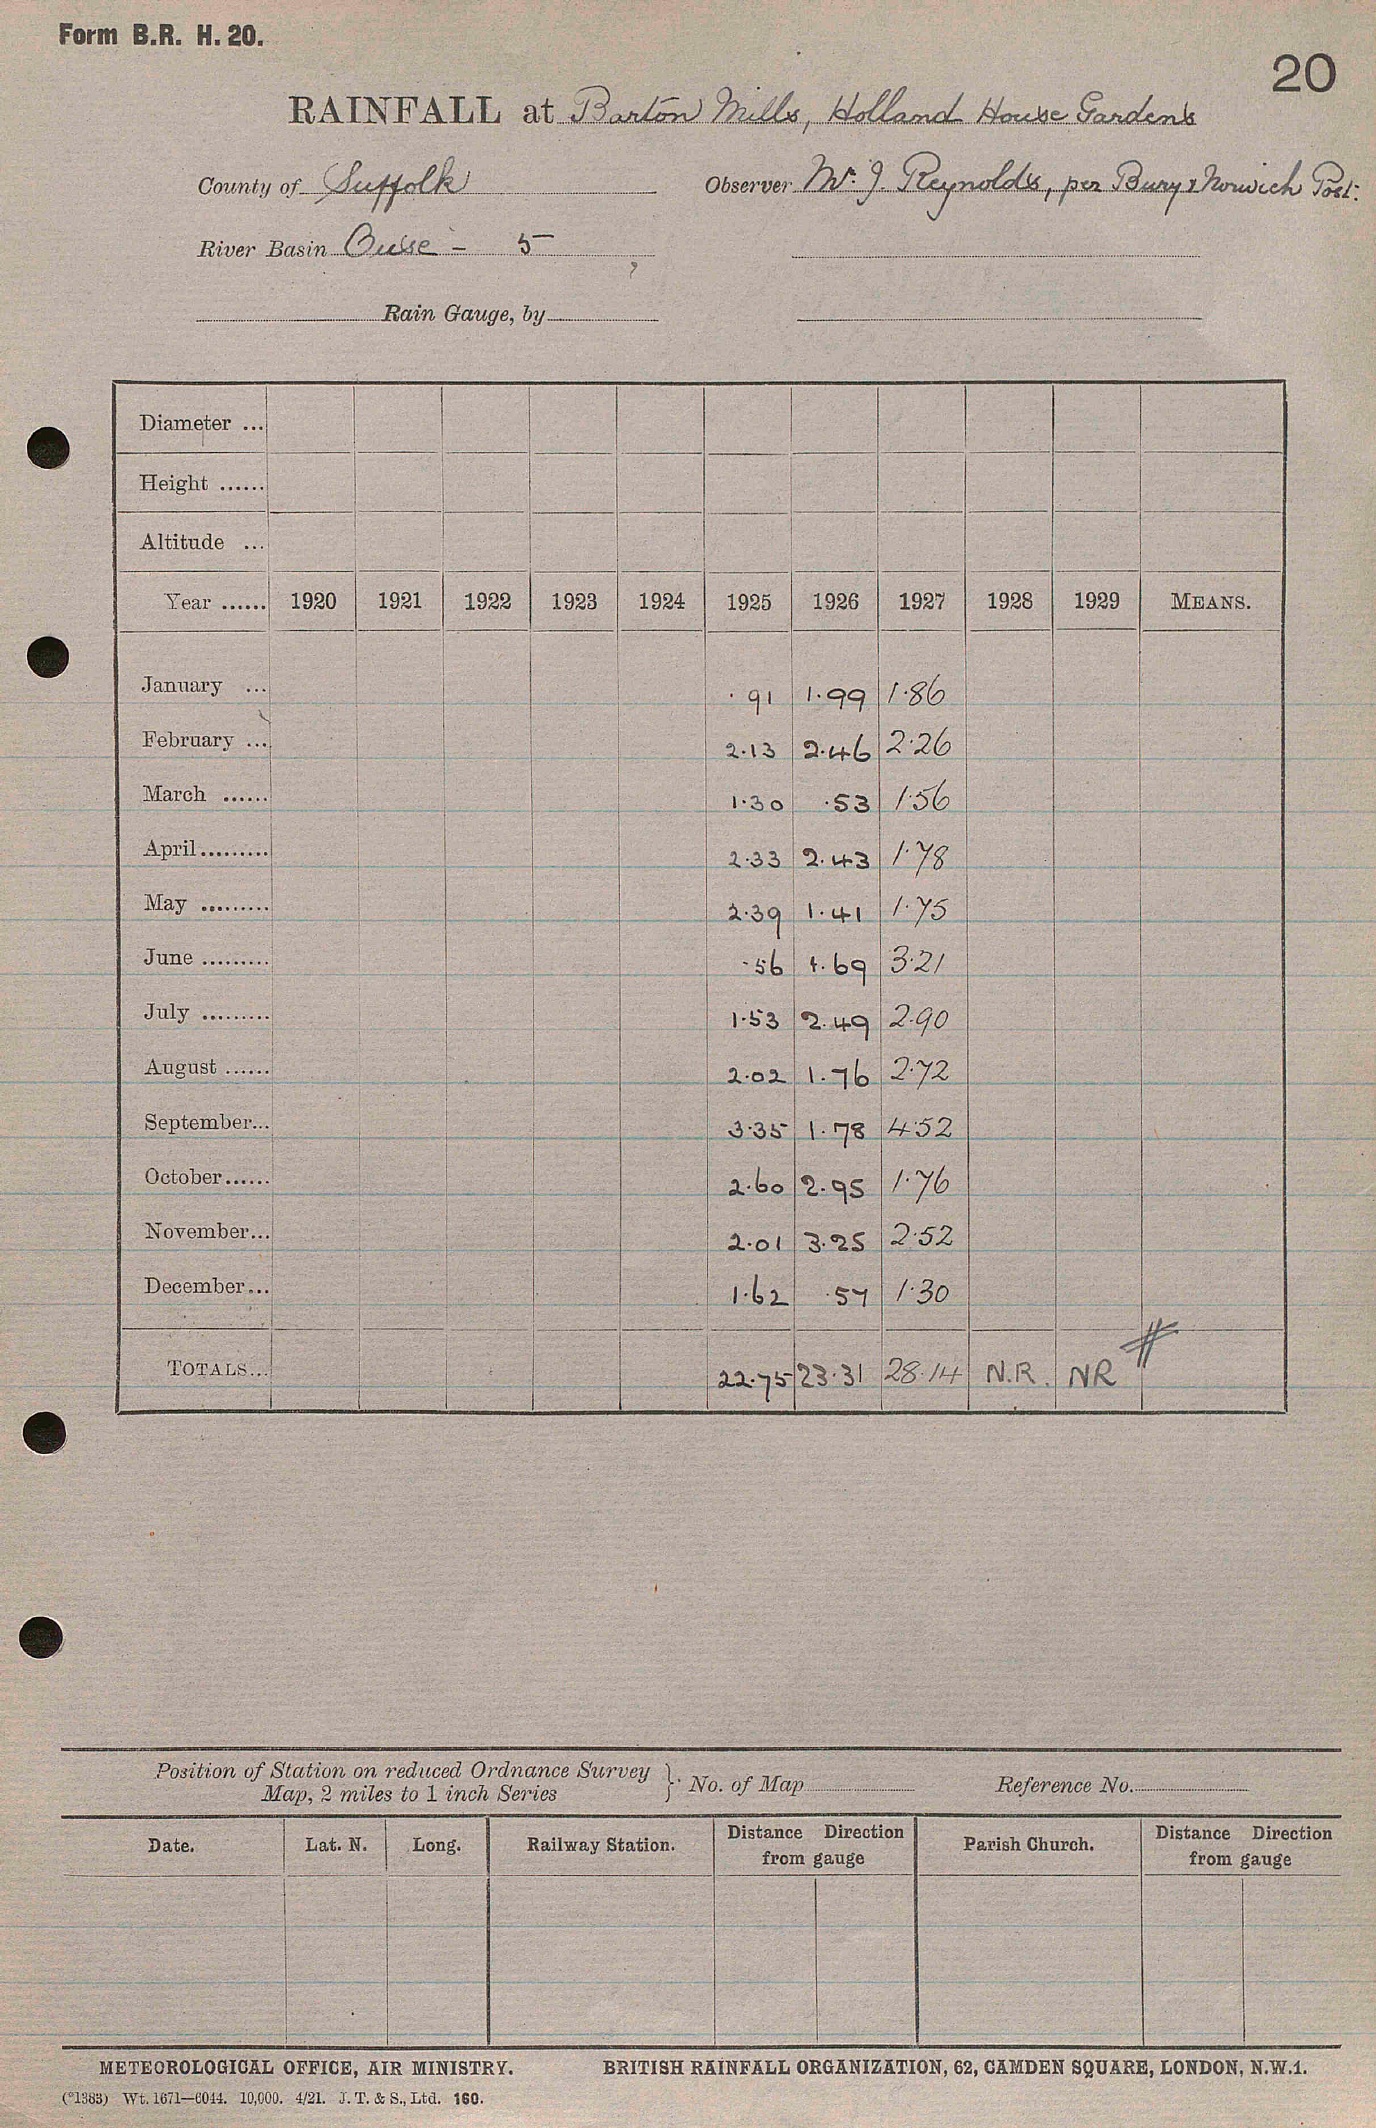 Form B.R. H. 20.
20
RAINFALL at Barton Mills, Holland House Gardens
County of Suffolk Observer Mr. J. Reynolds, per Bury & Norwich Post.
River Basin Ouse - 5
Rain Gauge, by
Diameter ...
Height ......
Altitude ...
Year ...... 1920 1921 1922 1923 1924 1925 1926 1927 1928 1929 MEANS.
January ... .91 1.99 1.86
February ... 2.13 2.46 2.26
March ...... 1.30 .53 1.56
April ......... 2.33 2.43 1.78
May ......... 2.39 1.41 1.75
June ......... .56 1.69 3.21
July ......... 1.53 2.49 2.90
August ...... 2.02 1.76 2.72
September... 3.35 1.78 4.52
October...... 2.60 2.95 1.76
November... 2.01 3.25 2.52
December... 1.62 .57 1.30
TOTALS... 22.75 23.31 28.14 N.R. NR #
Position of Station on reduced Ordnance Survey
Map, 2 miles to 1 inch Series } No. of Map Reference No.
Date. Lat. N. Long. Railway Station. Distance Direction from gauge Parish Church. Distance Direction from gauge
METEOROLOGICAL OFFICE, AIR MINISTRY. BRITISH RAINFALL ORGANIZATION, 62, CAMDEN SQUARE, LONDON, N.W.1.
(*1383) Wt. 1671—6044. 10,000. 4/21. J. T. & S., Ltd. 160.